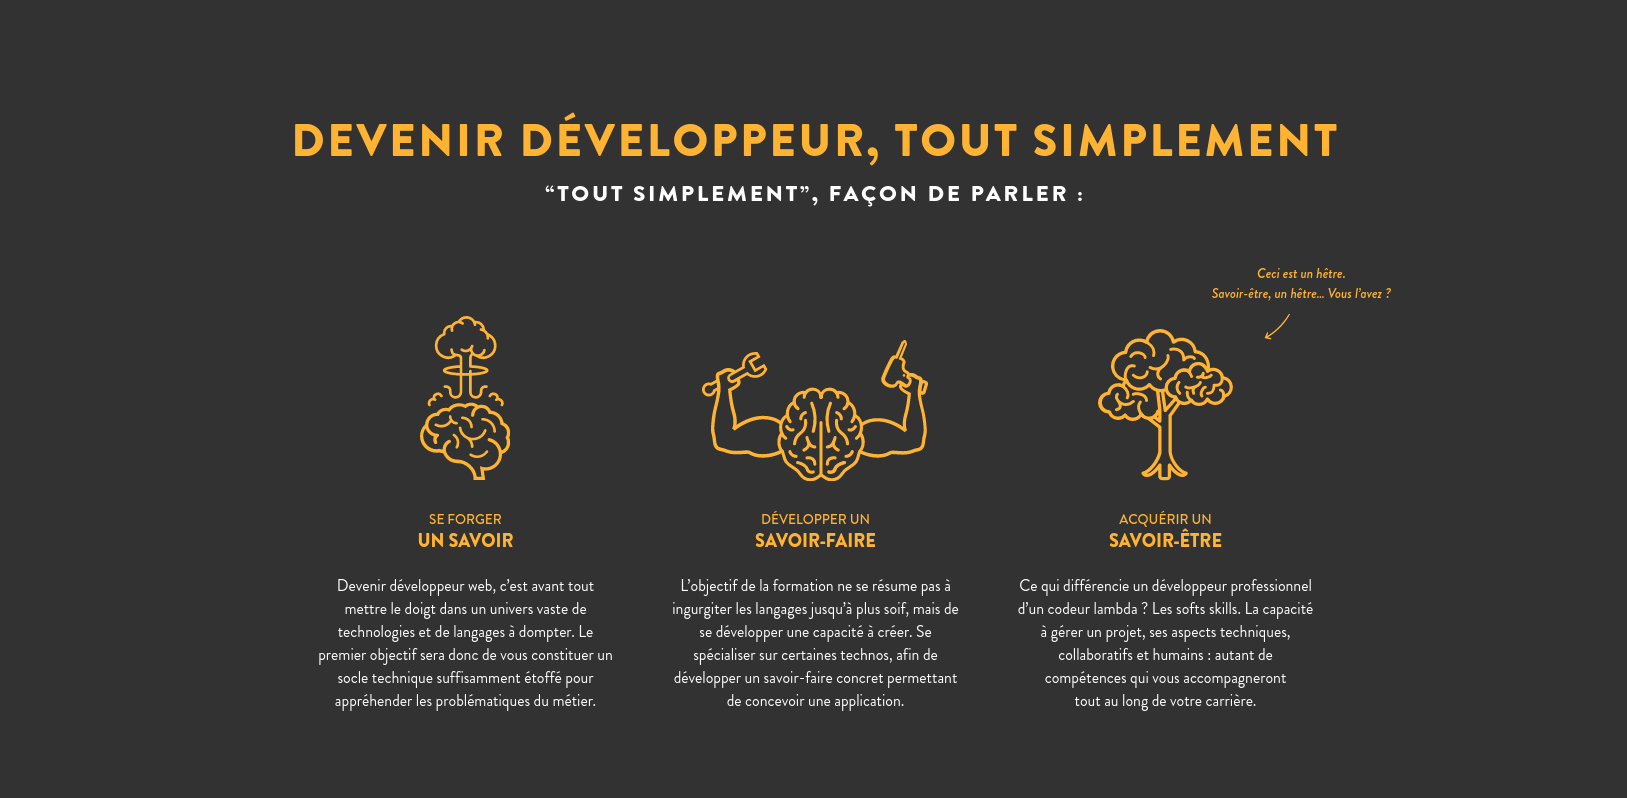 DEVENIR DÉVELOPPEUR, TOUT SIMPLEMENT
“TOUT SIMPLEMENT”, FAÇON DE PARLER :
Ceci est un hêtre.
Savoir-être, un hêtre... Vous l’avez ?
SE FORGER
UN SAVOIR
Devenir développeur web, c’est avant tout
mettre le doigt dans un univers vaste de
technologies et de langages à dompter. Le
premier objectif sera donc de vous constituer un
socle technique suffisamment étoffé pour
appréhender les problématiques du métier.
DÉVELOPPER UN
SAVOIR-FAIRE
L’objectif de la formation ne se résume pas à
ingurgiter les langages jusqu’à plus soif, mais de
se développer une capacité à créer. Se
spécialiser sur certaines technos, afin de
développer un savoir-faire concret permettant
de concevoir une application.
ACQUÉRIR UN
SAVOIR-ÊTRE
Ce qui différencie un développeur professionnel
d’un codeur lambda ? Les softs skills. La capacité
à gérer un projet, ses aspects techniques,
collaboratifs et humains : autant de
compétences qui vous accompagneront
tout au long de votre carrière.